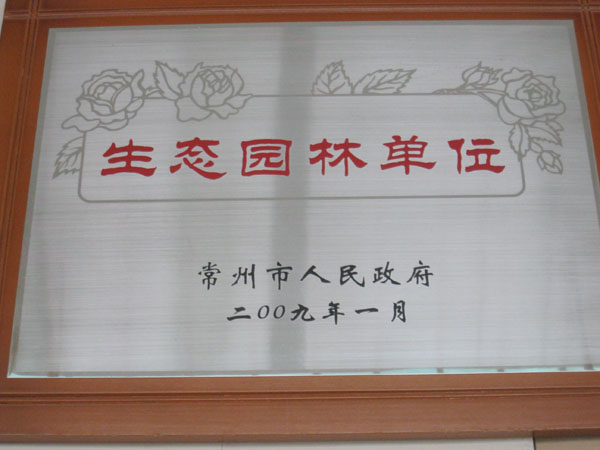 生态园林单位
常州市人民政府
二00九年一月